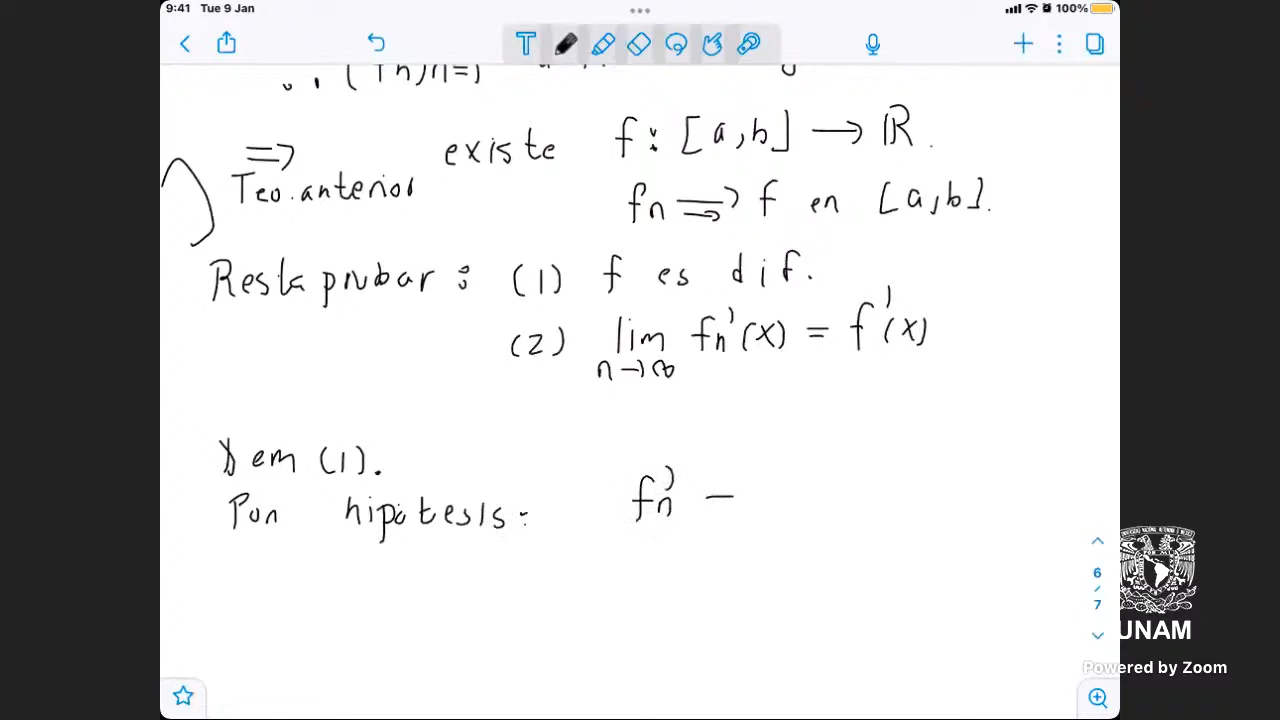 9:41 Tue 9 Jan
100%
T
existe f: [a,b] → ℝ.
⇒
Teo. anterior
fn ⇉ f en [a,b].
Resta probar: (1) f es dif.
(2) lim fn'(x) = f'(x)
n→∞
Dem (1).
Por hipótesis: fn' —
6
7
UNAM
Powered by Zoom